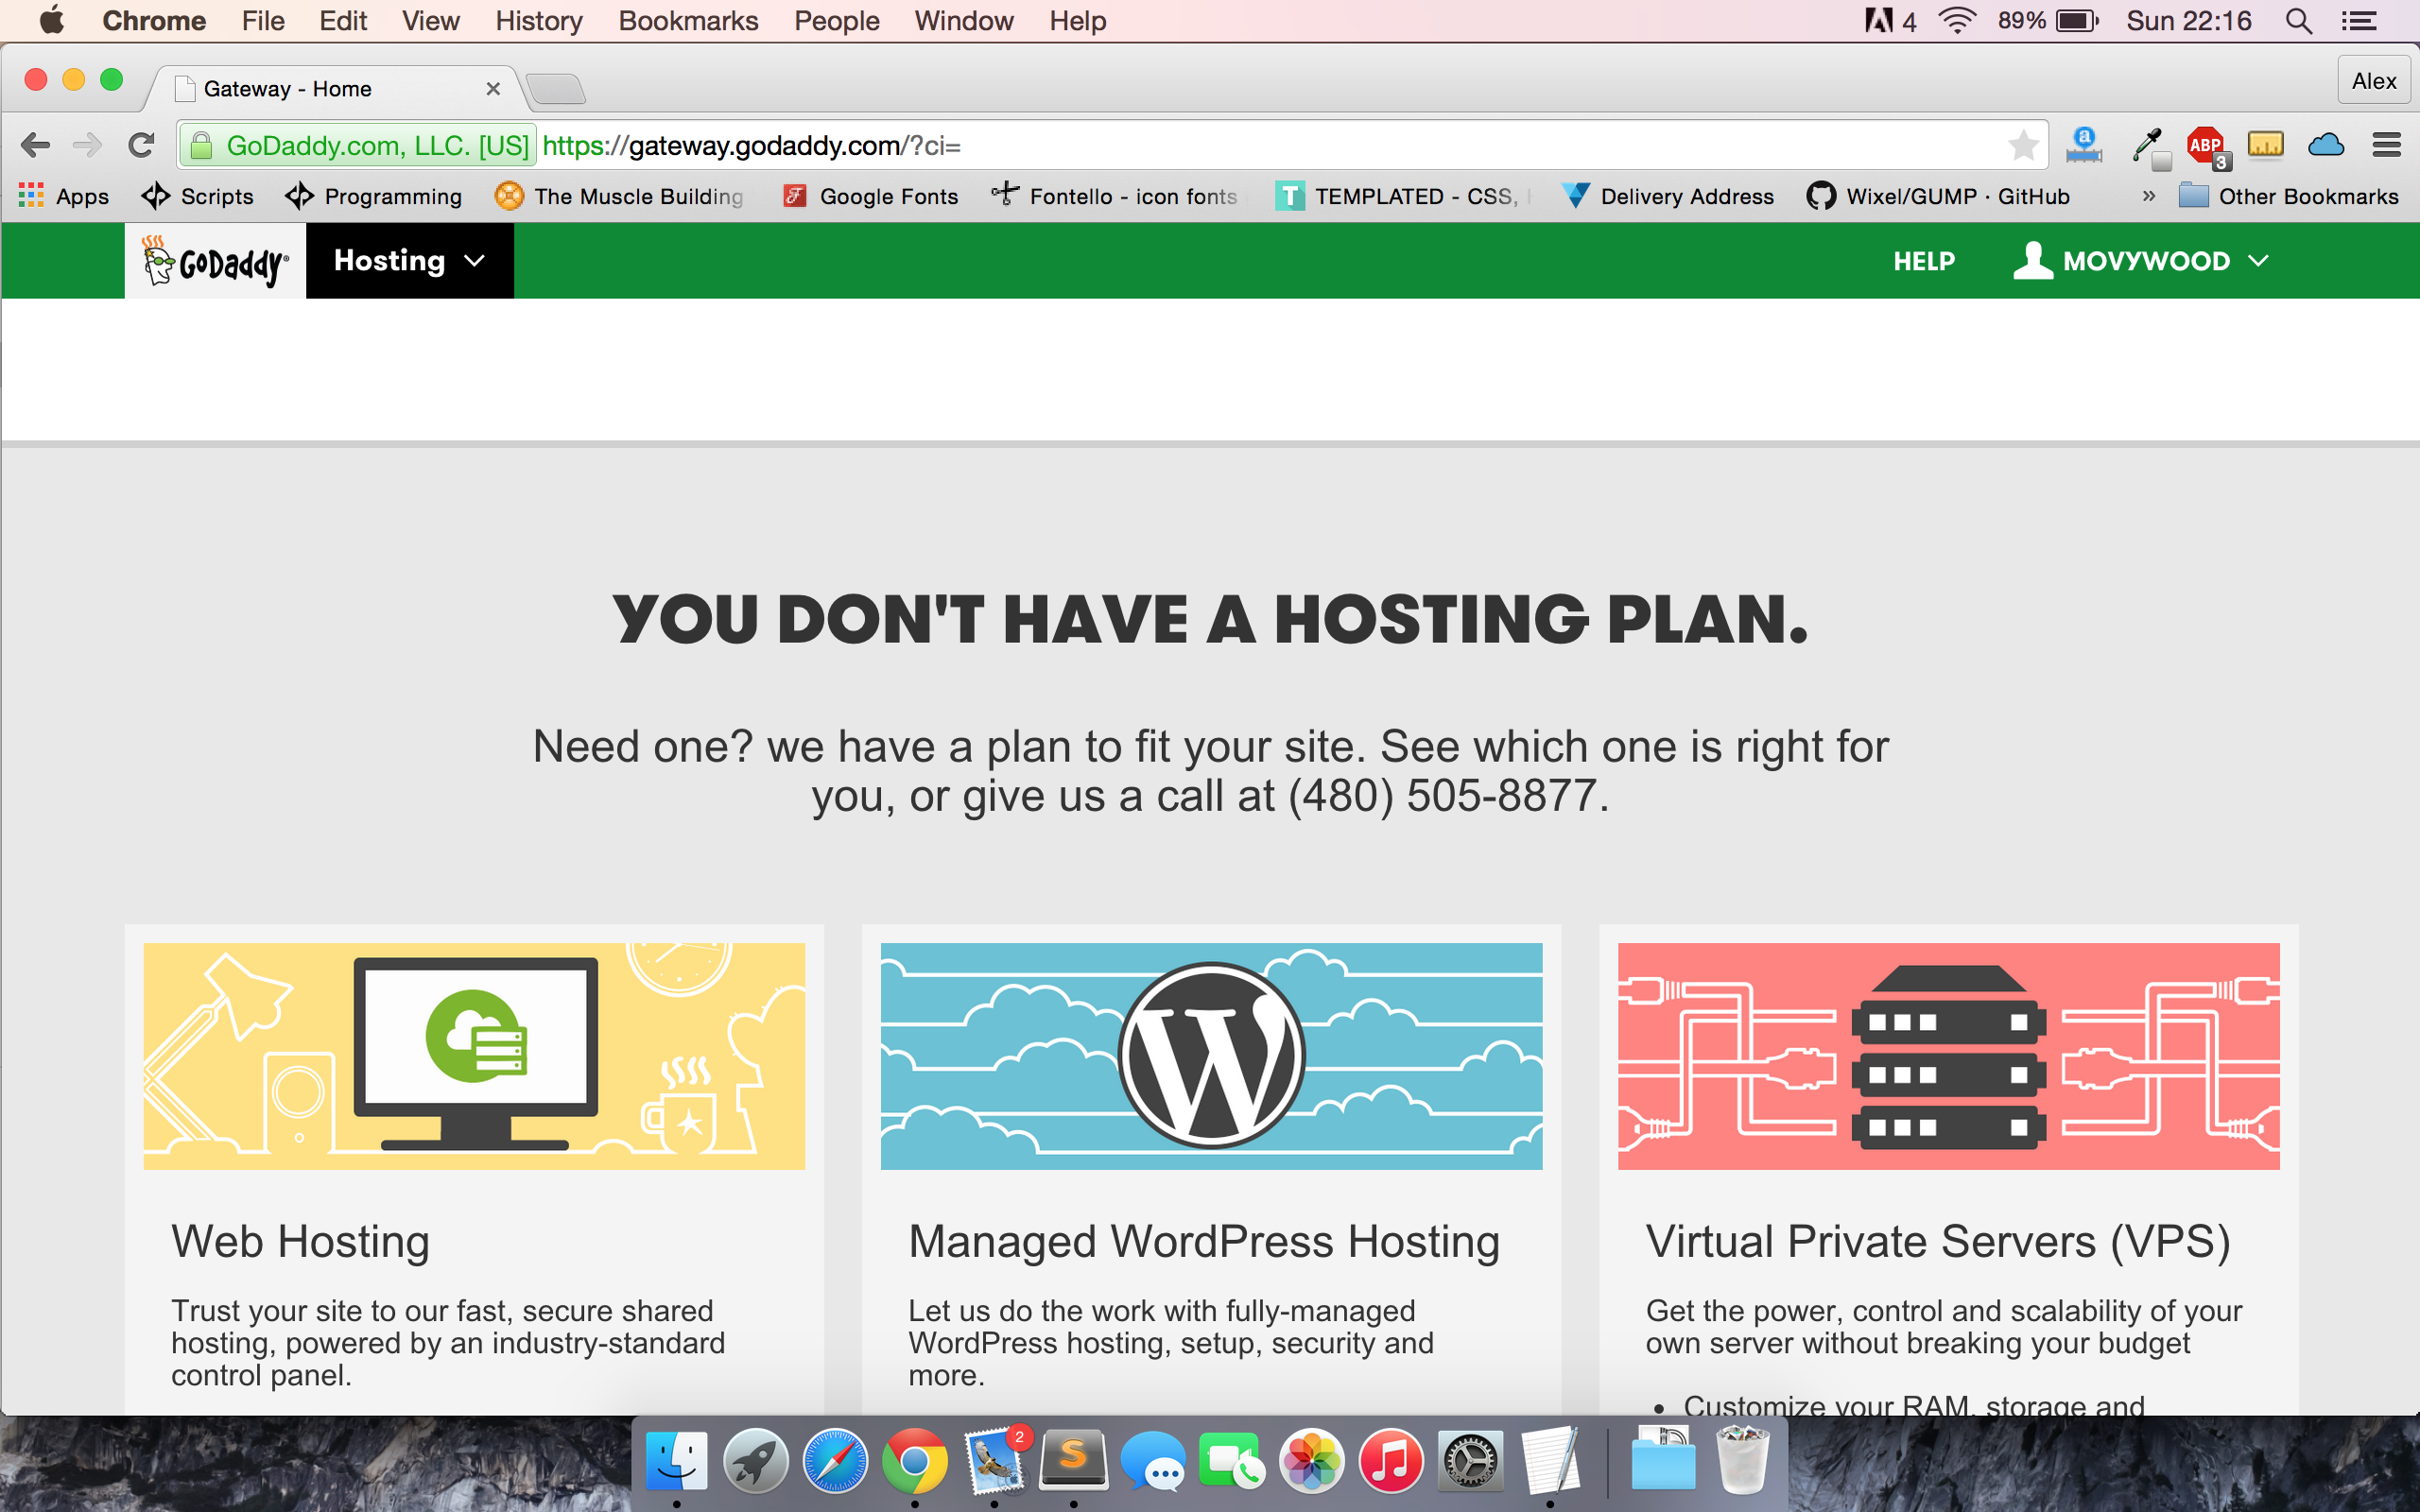 Chrome File Edit View History Bookmarks People Window Help 4 89% Sun 22:16
Gateway - Home Alex
GoDaddy.com, LLC. [US] https://gateway.godaddy.com/?ci=
a ABP 3
Apps Scripts Programming The Muscle Building Google Fonts Fontello - icon fonts TEMPLATED - CSS, Delivery Address Wixel/GUMP · GitHub » Other Bookmarks
GoDaddy Hosting HELP MOVYWOOD
YOU DON'T HAVE A HOSTING PLAN.
Need one? we have a plan to fit your site. See which one is right for
you, or give us a call at (480) 505-8877.
Web Hosting
Trust your site to our fast, secure shared
hosting, powered by an industry-standard
control panel.
Managed WordPress Hosting
Let us do the work with fully-managed
WordPress hosting, setup, security and
more.
Virtual Private Servers (VPS)
Get the power, control and scalability of your
own server without breaking your budget
• Customize your RAM, storage and
2